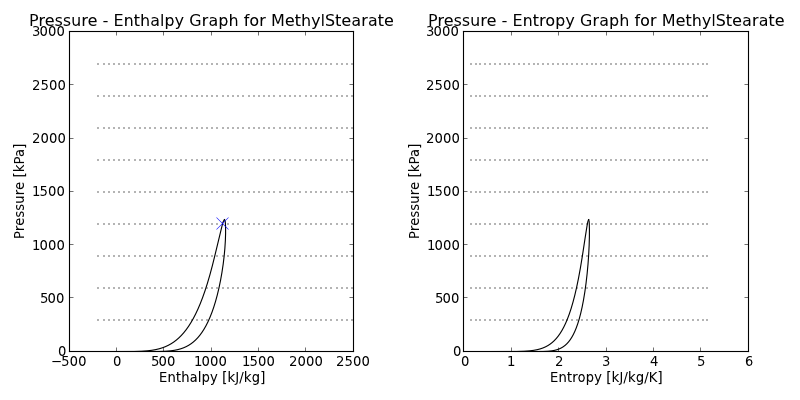 Pressure - Enthalpy Graph for MethylStearate
3000
2500
2000
1500
1000
500
0
Pressure [kPa]
-500 0 500 1000 1500 2000 2500
Enthalpy [kJ/kg]
Pressure - Entropy Graph for MethylStearate
3000
2500
2000
1500
1000
500
0
Pressure [kPa]
0 1 2 3 4 5 6
Entropy [kJ/kg/K]